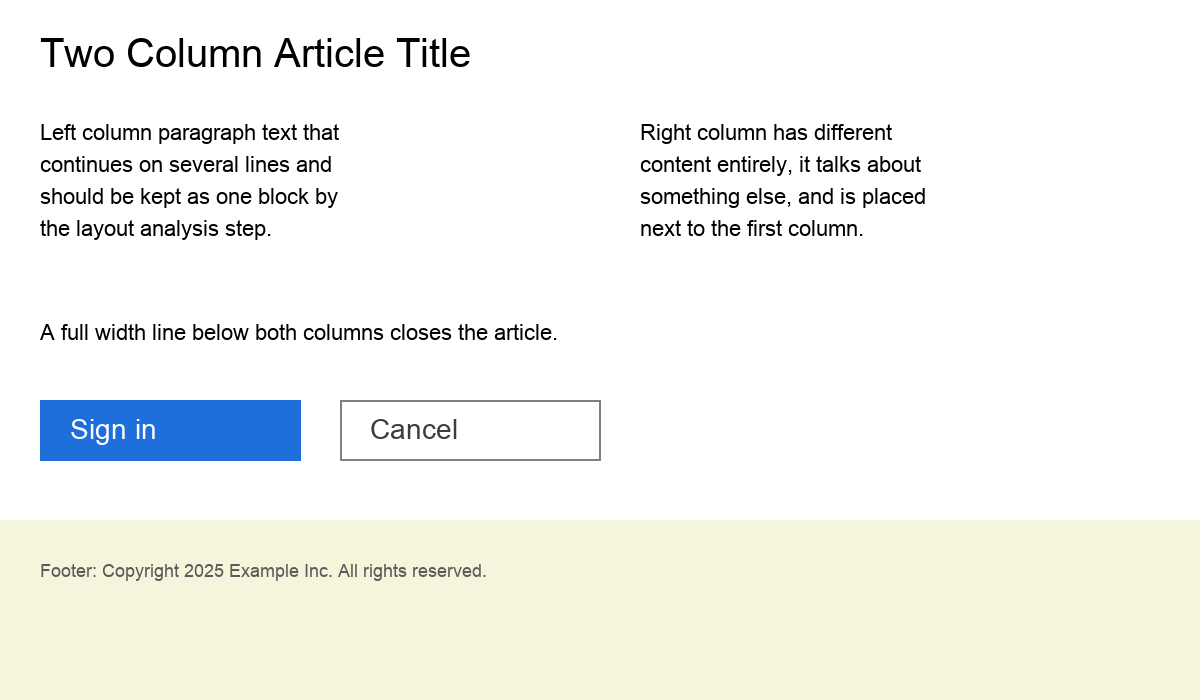 Two Column Article Title
Left column paragraph text that
continues on several lines and
should be kept as one block by
the layout analysis step.
Right column has different
content entirely, it talks about
something else, and is placed
next to the first column.
A full width line below both columns closes the article.
Sign in
Cancel
Footer: Copyright 2025 Example Inc. All rights reserved.